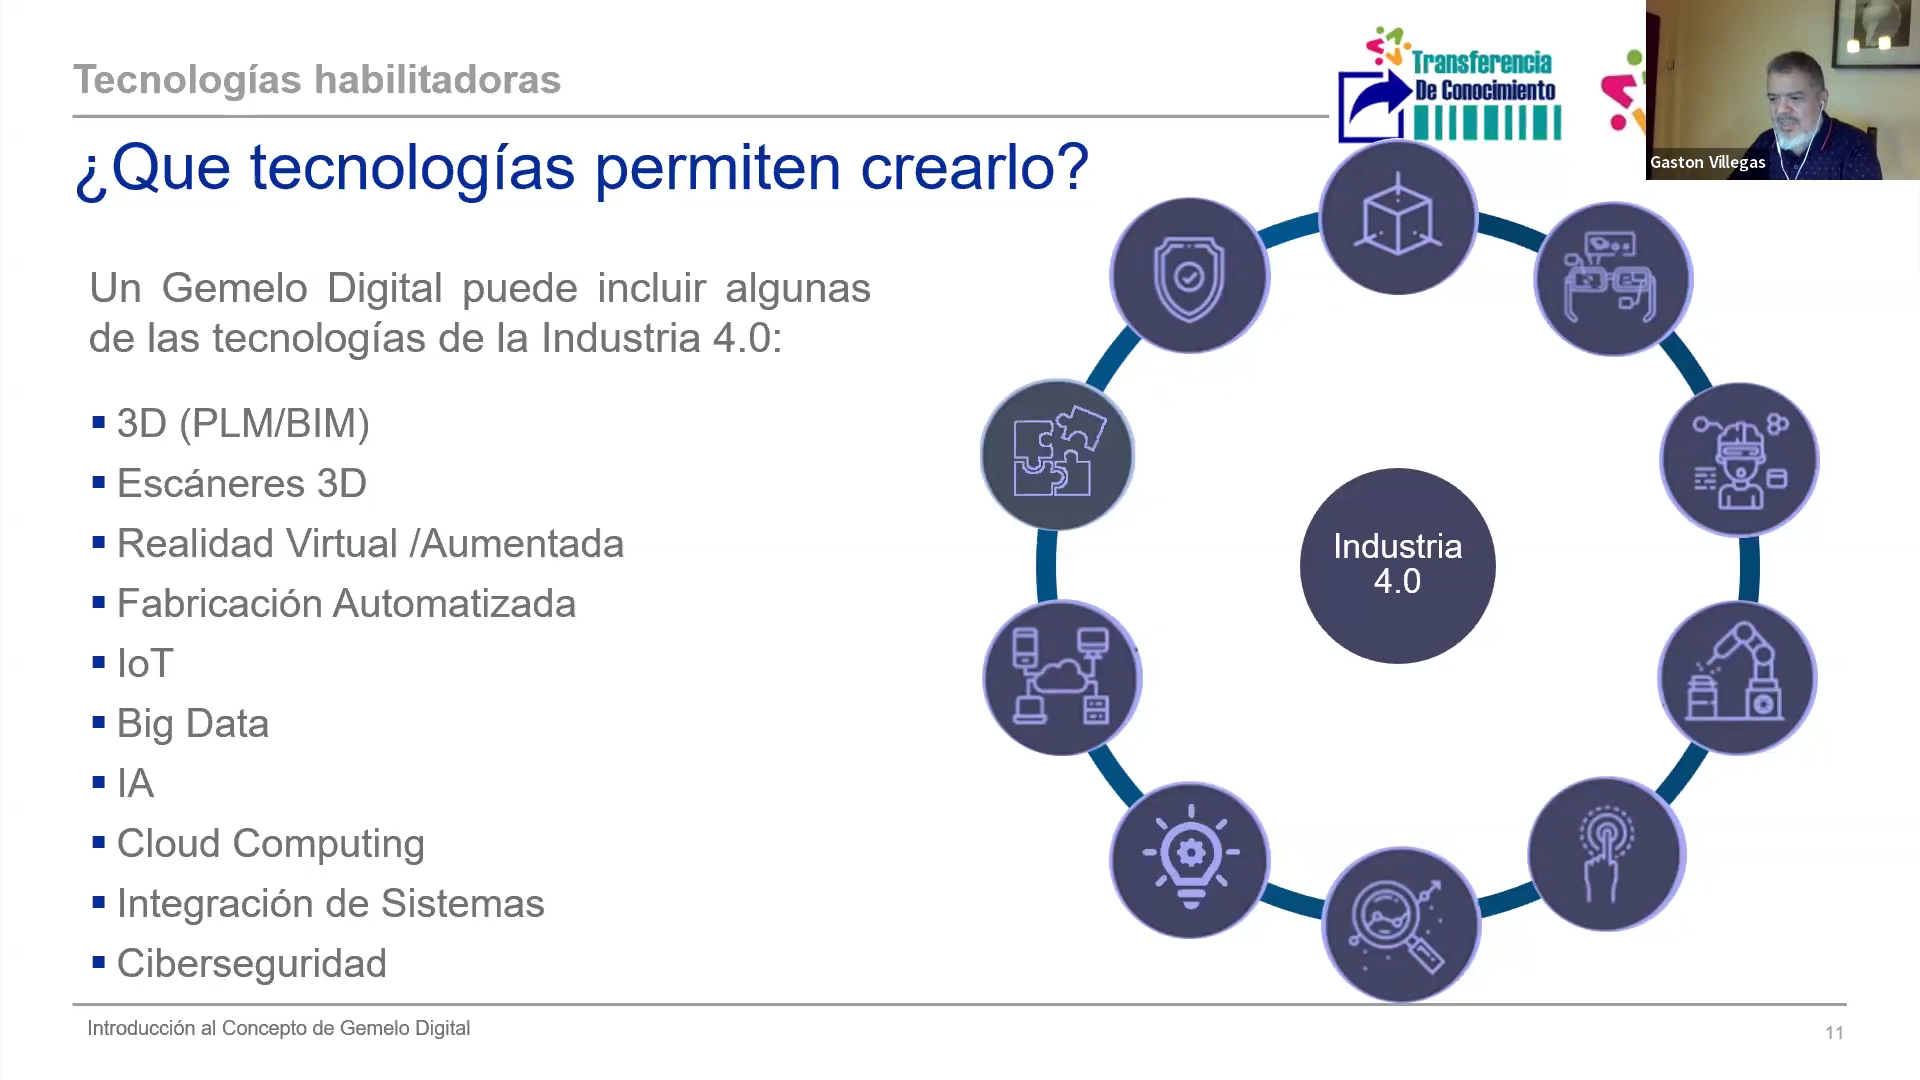 Tecnologías habilitadoras
Transferencia
De Conocimiento
Gaston Villegas
¿Que tecnologías permiten crearlo?
Un Gemelo Digital puede incluir algunas
de las tecnologías de la Industria 4.0:
3D (PLM/BIM)
Escáneres 3D
Realidad Virtual /Aumentada
Fabricación Automatizada
IoT
Big Data
IA
Cloud Computing
Integración de Sistemas
Ciberseguridad
Industria
4.0
Introducción al Concepto de Gemelo Digital
11